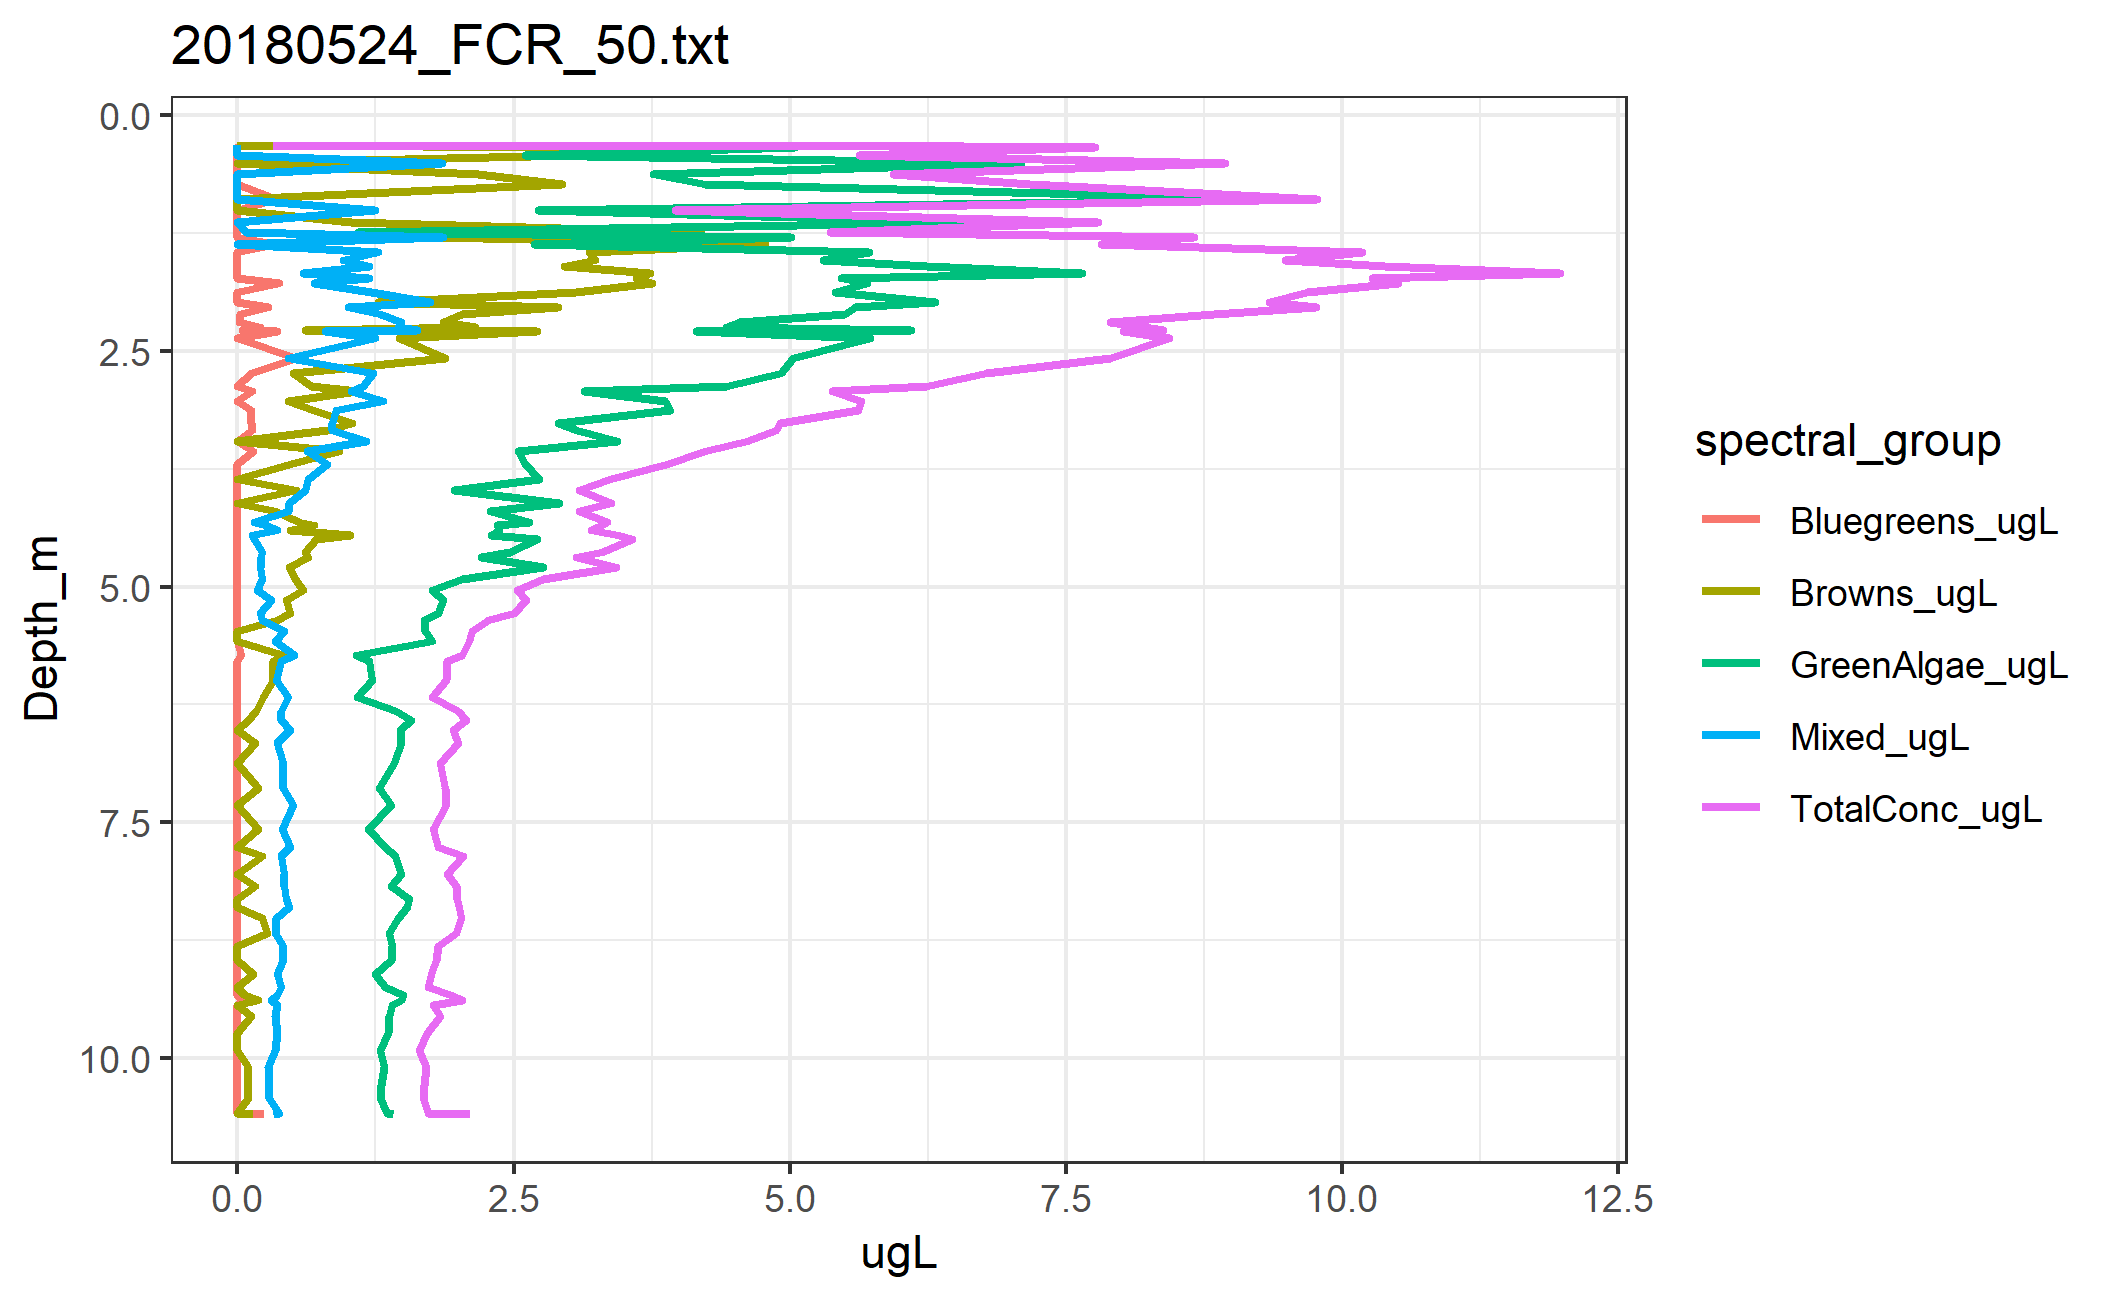 20180524_FCR_50.txt
0.0
2.5
5.0
7.5
10.0
Depth_m
0.0 2.5 5.0 7.5 10.0 12.5
ugL
spectral_group
Bluegreens_ugL
Browns_ugL
GreenAlgae_ugL
Mixed_ugL
TotalConc_ugL